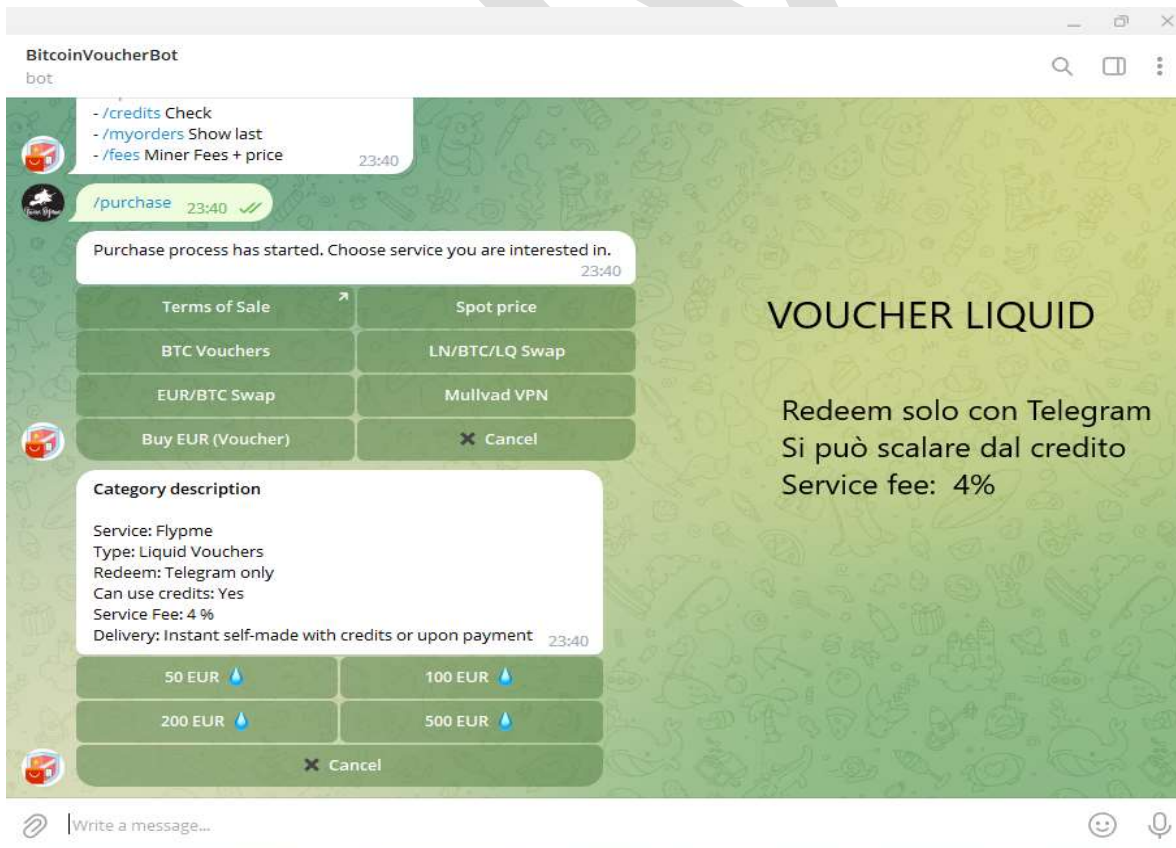 BitcoinVoucherBot
bot
- /credits Check
- /myorders Show last
- /fees Miner Fees + price
23:40
/purchase 23:40
Purchase process has started. Choose service you are interested in.
23:40
Terms of Sale Spot price
BTC Vouchers LN/BTC/LQ Swap
EUR/BTC Swap Mullvad VPN
Buy EUR (Voucher) ✖ Cancel
VOUCHER LIQUID
Redeem solo con Telegram
Si può scalare dal credito
Service fee: 4%
Category description
Service: Flypme
Type: Liquid Vouchers
Redeem: Telegram only
Can use credits: Yes
Service Fee: 4 %
Delivery: Instant self-made with credits or upon payment 23:40
50 EUR 💧 100 EUR 💧
200 EUR 💧 500 EUR 💧
✖ Cancel
Write a message...